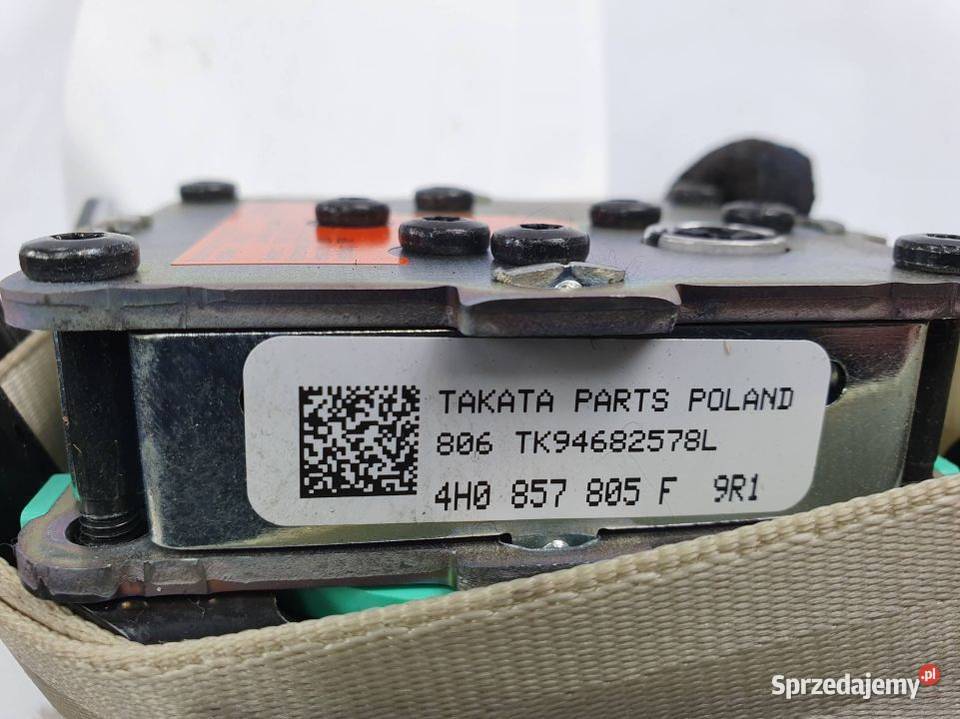 TAKATA PARTS POLAND
806 TK94682578L
4H0 857 805 F 9R1
Sprzedajemy.pl